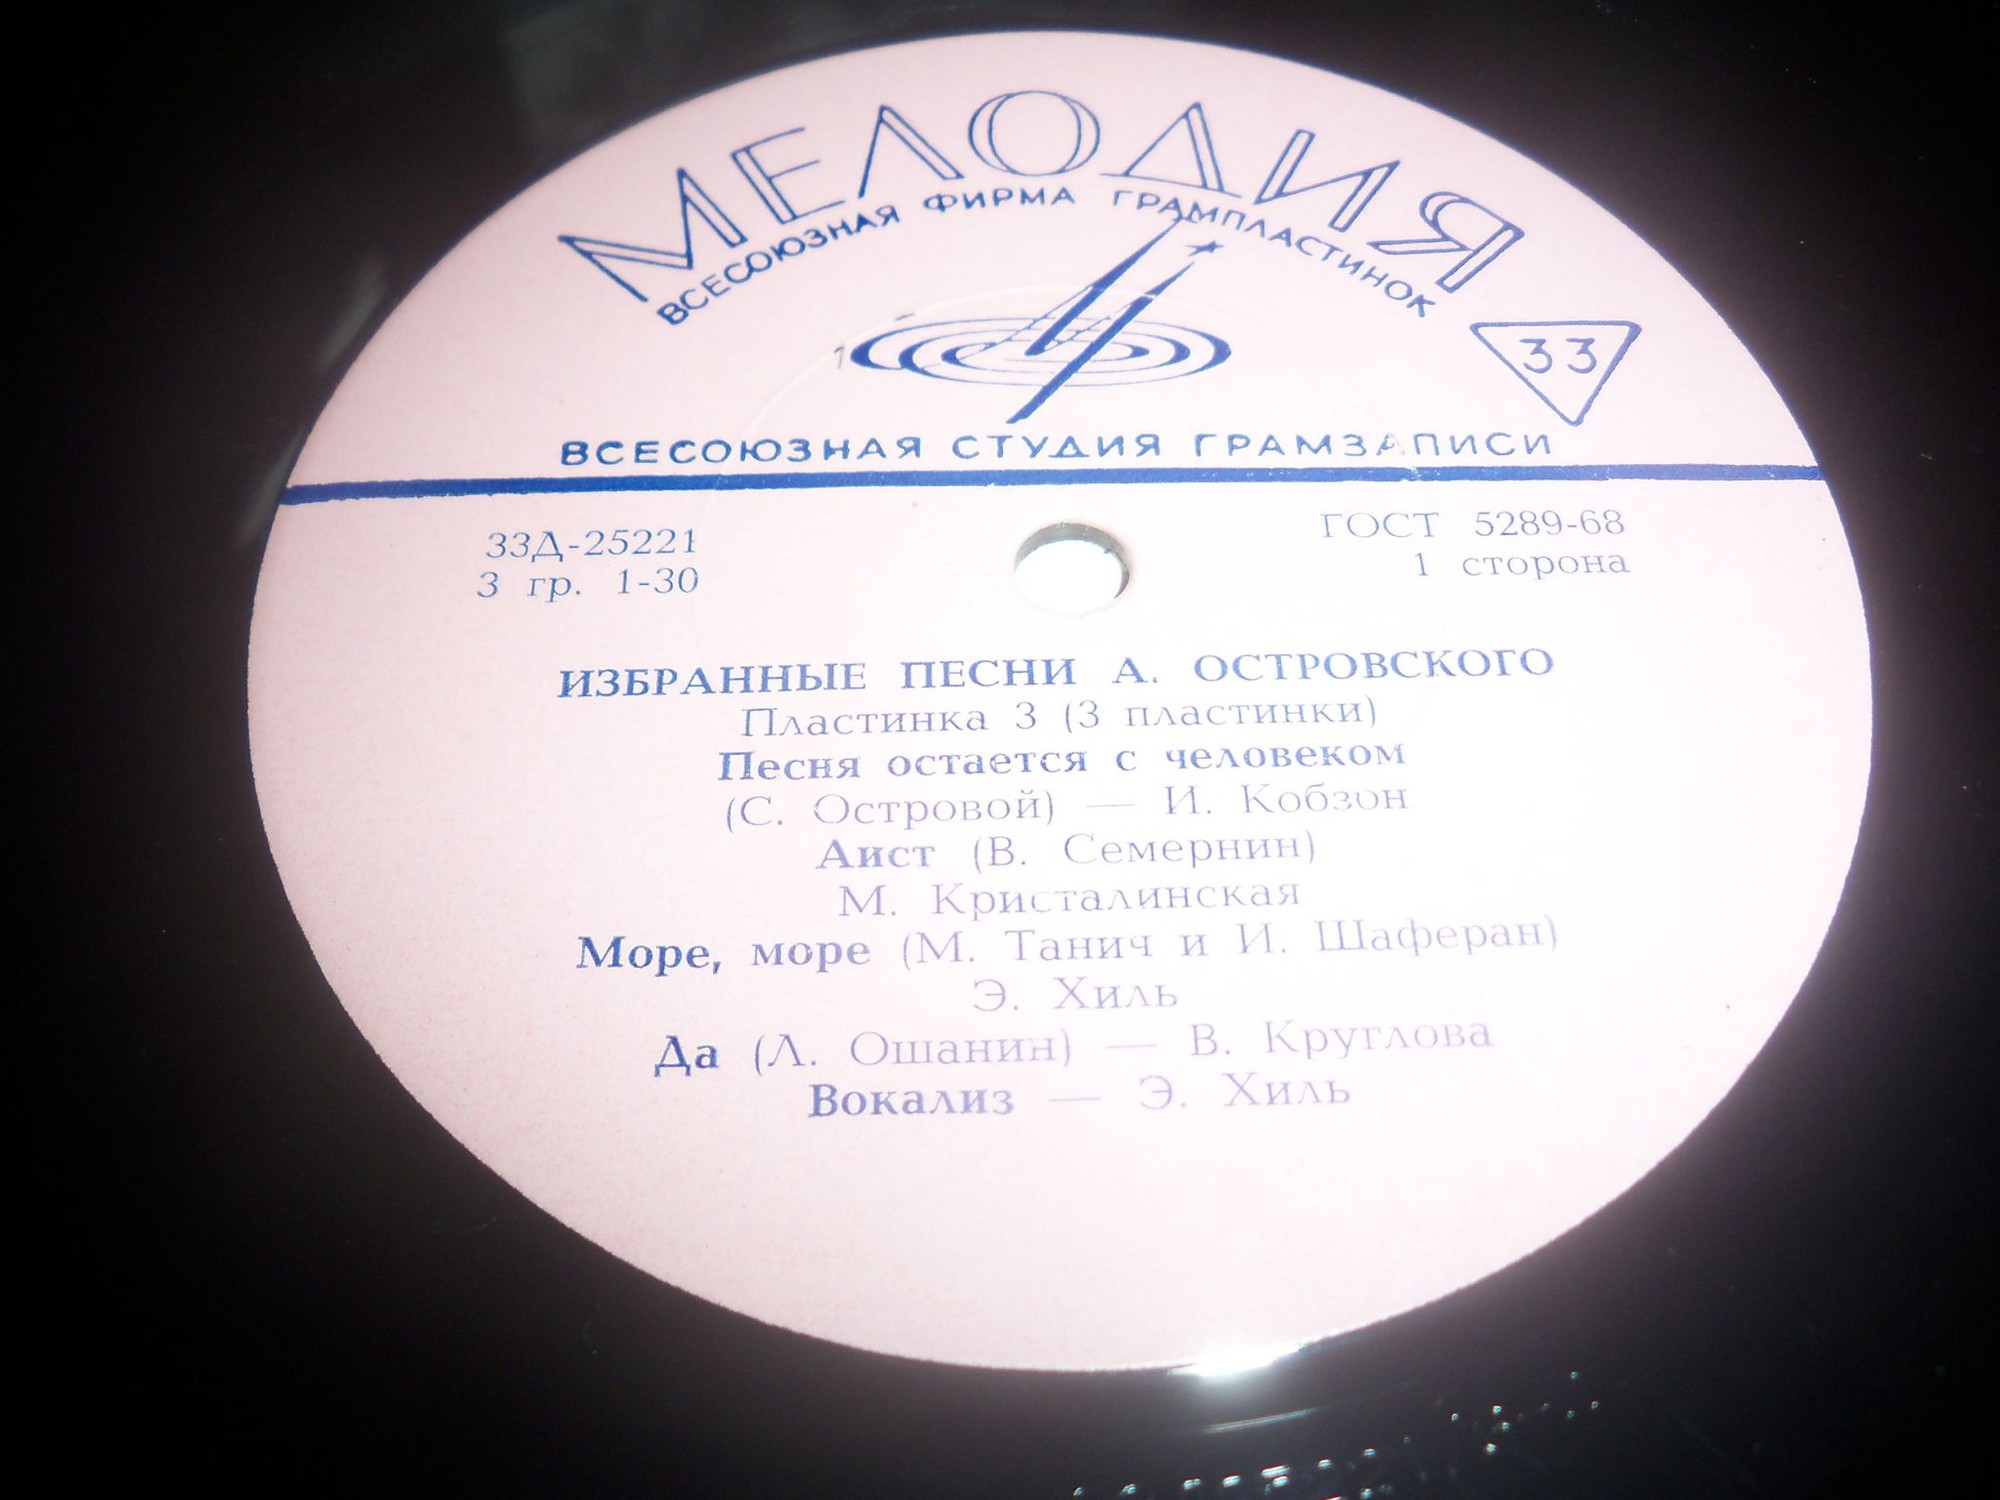 МЕЛОДИЯ
ВСЕСОЮЗНАЯ ФИРМА ГРАМПЛАСТИНОК
33
ВСЕСОЮЗНАЯ СТУДИЯ ГРАМЗАПИСИ
33Д-25221
ГОСТ 5289-68
3 гр. 1-30
1 сторона
ИЗБРАННЫЕ ПЕСНИ А. ОСТРОВСКОГО
Пластинка 3 (3 пластинки)
Песня остается с человеком
(С. Островой) — И. Кобзон
Аист (В. Семернин)
М. Кристалинская
Море, море (М. Танич и И. Шаферан)
Э. Хиль
Да (Л. Ошанин) — В. Круглова
Вокализ — Э. Хиль